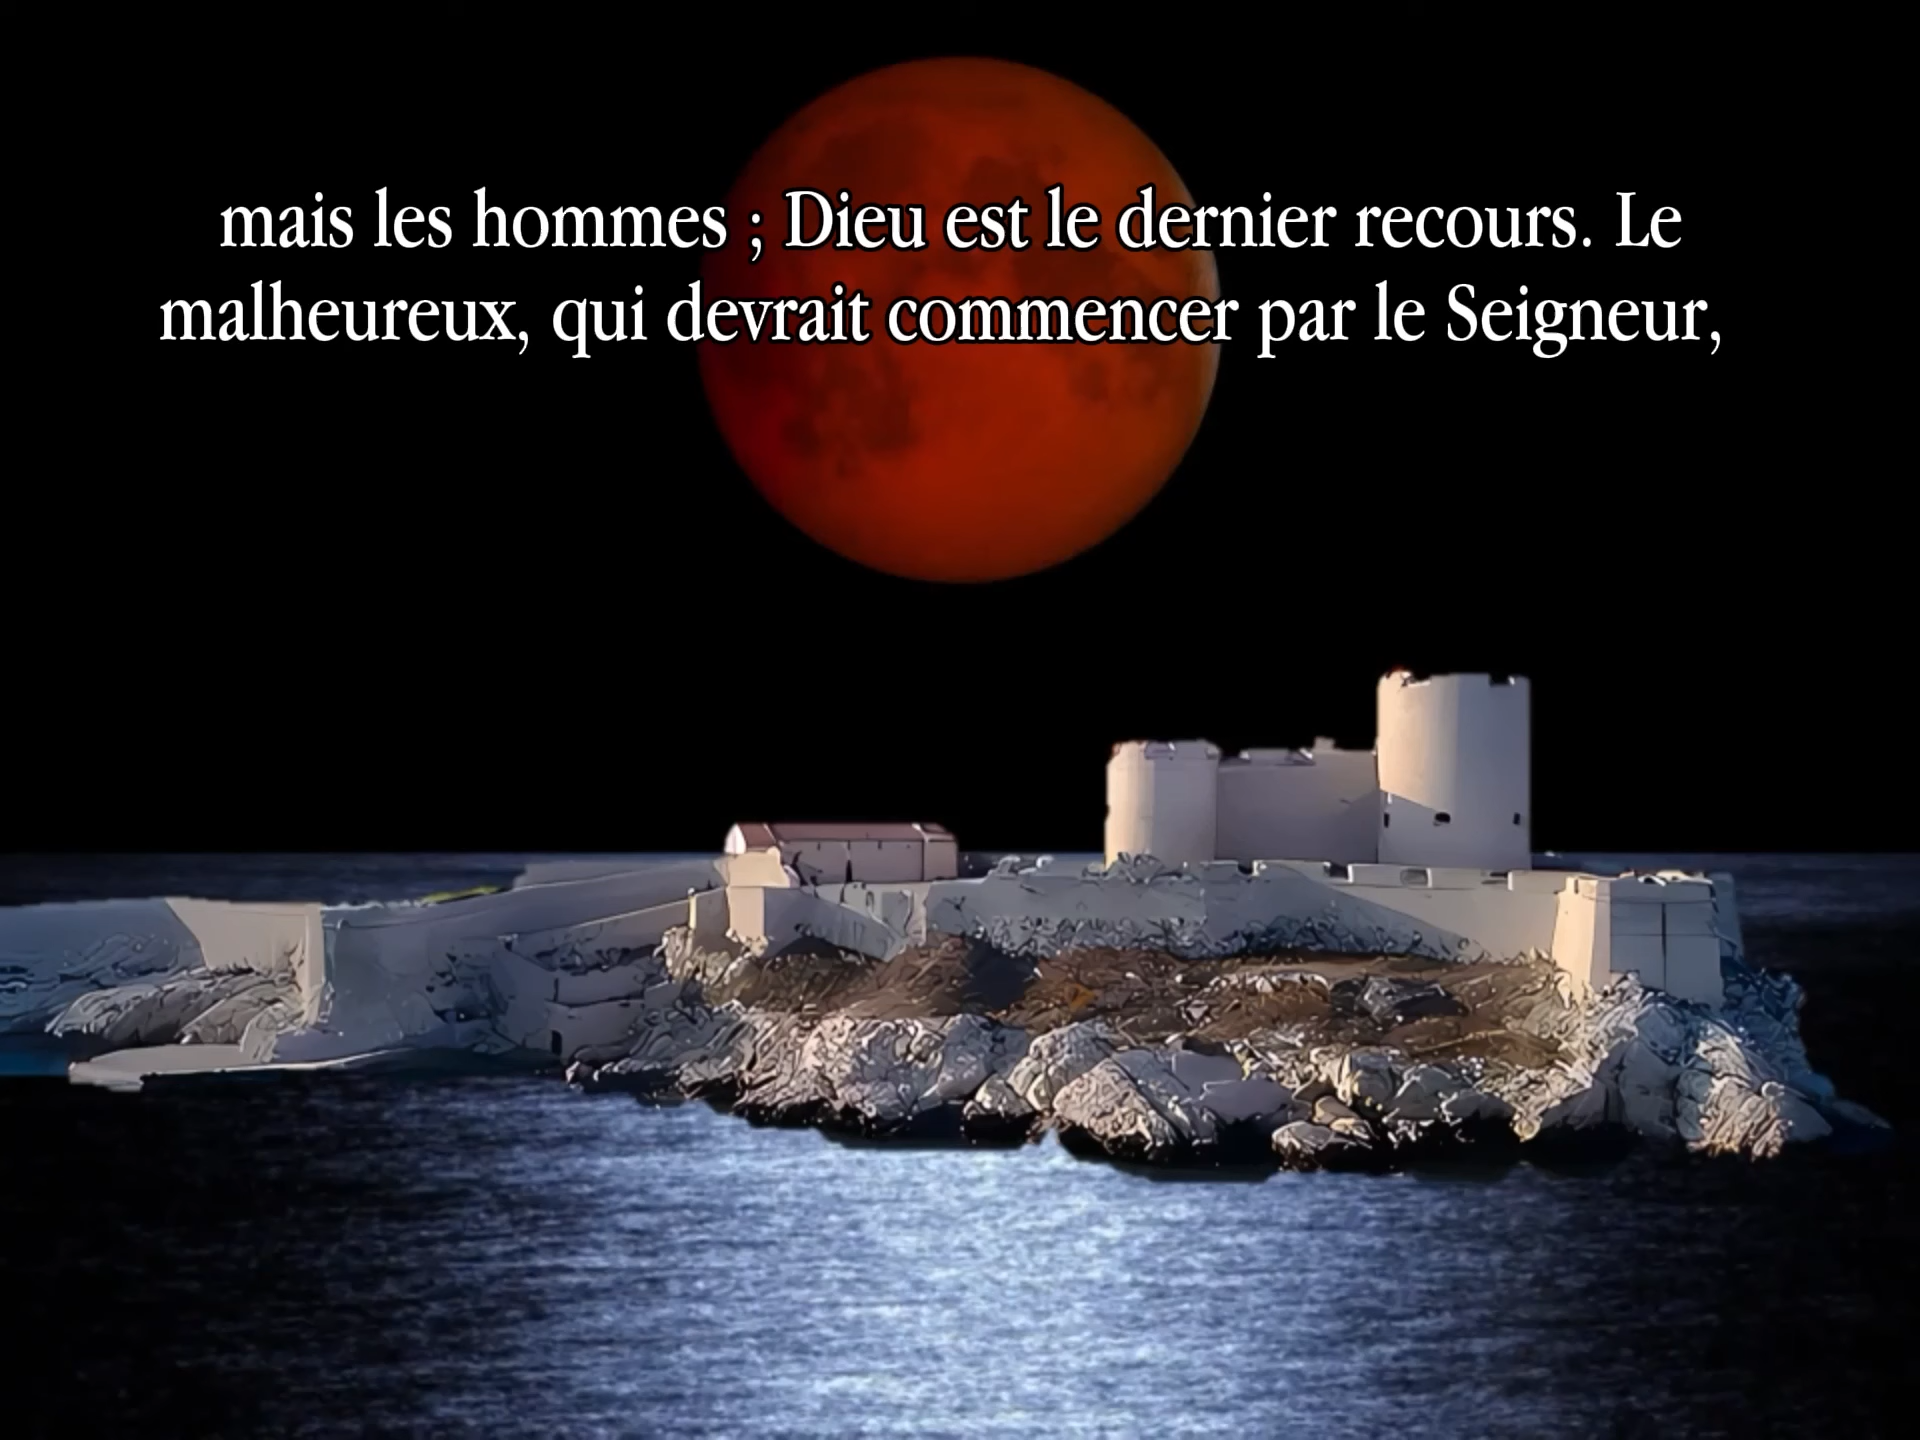 mais les hommes ; Dieu est le dernier recours. Le
malheureux, qui devrait commencer par le Seigneur,